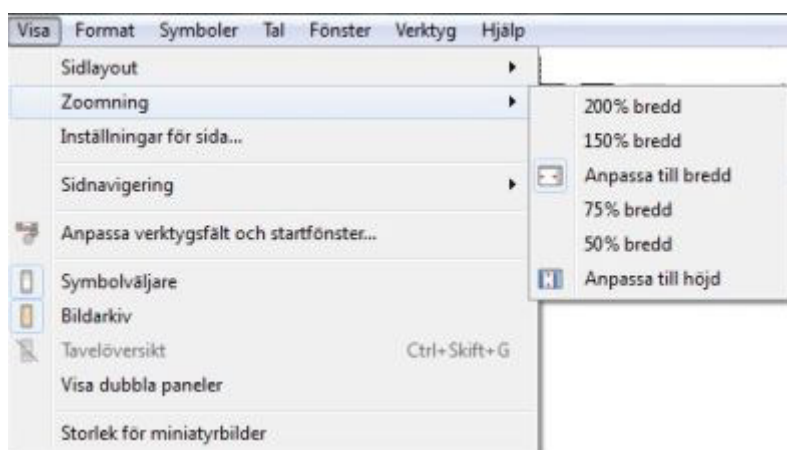 Visa Format Symboler Tal Fönster Verktyg Hjälp
Sidlayout
Zoomning
Inställningar för sida...
Sidnavigering
Anpassa verktygsfält och startfönster...
Symbolväljare
Bildarkiv
Tavelöversikt Ctrl+Skift+G
Visa dubbla paneler
Storlek för miniatyrbilder
200% bredd
150% bredd
Anpassa till bredd
75% bredd
50% bredd
Anpassa till höjd